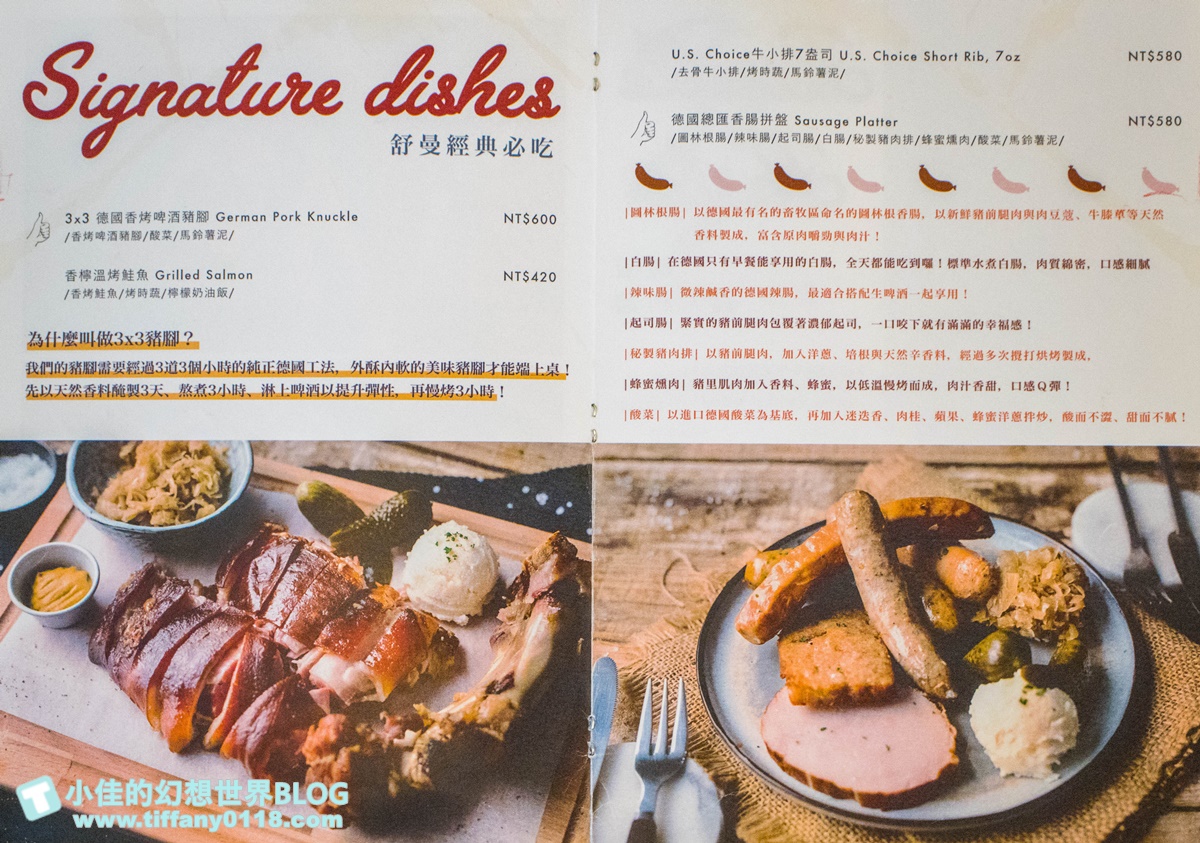 Signature dishes
舒曼經典必吃
3x3 德國香烤啤酒豬腳 German Pork Knuckle NT$600
/香烤啤酒豬腳/酸菜/馬鈴薯泥/
香檸溫烤鮭魚 Grilled Salmon NT$420
/香烤鮭魚/烤時蔬/檸檬奶油飯/
為什麼叫做3x3豬腳？
我們的豬腳需要經過3道3個小時的純正德國工法，外酥內軟的美味豬腳才能端上桌！
先以天然香料醃製3天、熬煮3小時、淋上啤酒以提升彈性，再慢烤3小時！
U.S. Choice牛小排7盎司 U.S. Choice Short Rib, 7oz NT$580
/去骨牛小排/烤時蔬/馬鈴薯泥/
德國總匯香腸拼盤 Sausage Platter NT$580
/圖林根腸/辣味腸/起司腸/白腸/秘製豬肉排/蜂蜜燻肉/酸菜/馬鈴薯泥/
|圖林根腸| 以德國最有名的畜牧區命名的圖林根香腸，以新鮮豬前腿肉與肉豆蔻、牛膝草等天然
香料製成，富含原肉嚼勁與肉汁！
|白腸| 在德國只有早餐能享用的白腸，全天都能吃到囉！標準水煮白腸，肉質綿密，口感細膩
|辣味腸| 微辣鹹香的德國辣腸，最適合搭配生啤酒一起享用！
|起司腸| 緊實的豬前腿肉包覆著濃郁起司，一口咬下就有滿滿的幸福感！
|秘製豬肉排| 以豬前腿肉，加入洋蔥、培根與天然辛香料，經過多次攪打烘烤製成，
|蜂蜜燻肉| 豬里肌肉加入香料、蜂蜜，以低溫慢烤而成，肉汁香甜，口感Q彈！
|酸菜| 以進口德國酸菜為基底，再加入迷迭香、肉桂、蘋果、蜂蜜洋蔥拌炒，酸而不澀、甜而不膩！
小佳的幻想世界BLOG
www.tiffany0118.com